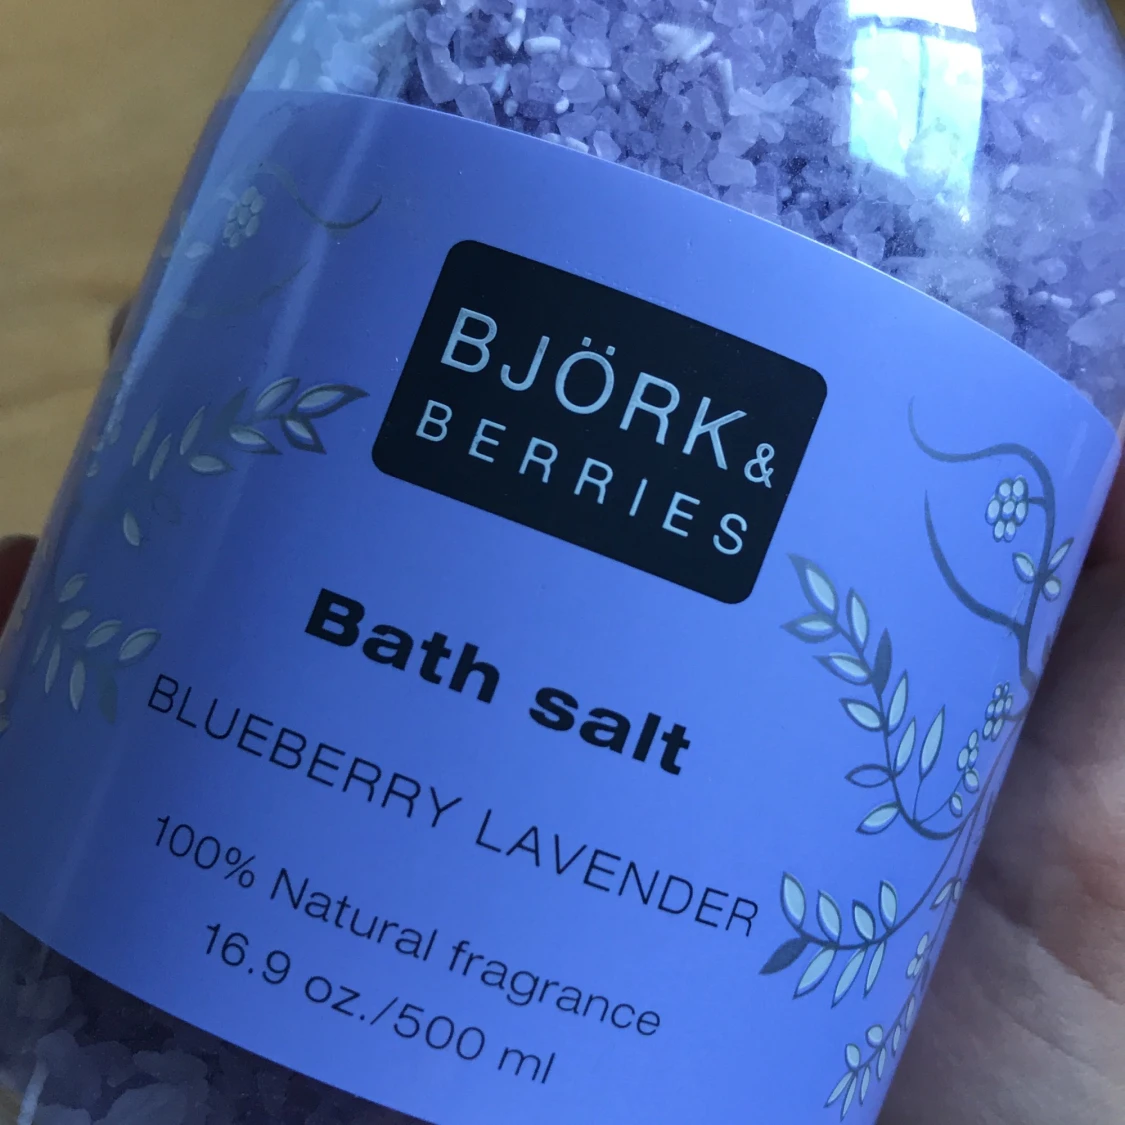 BJÖRK &
BERRIES
Bath salt
BLUEBERRY LAVENDER
100% Natural fragrance
16.9 oz./500 ml